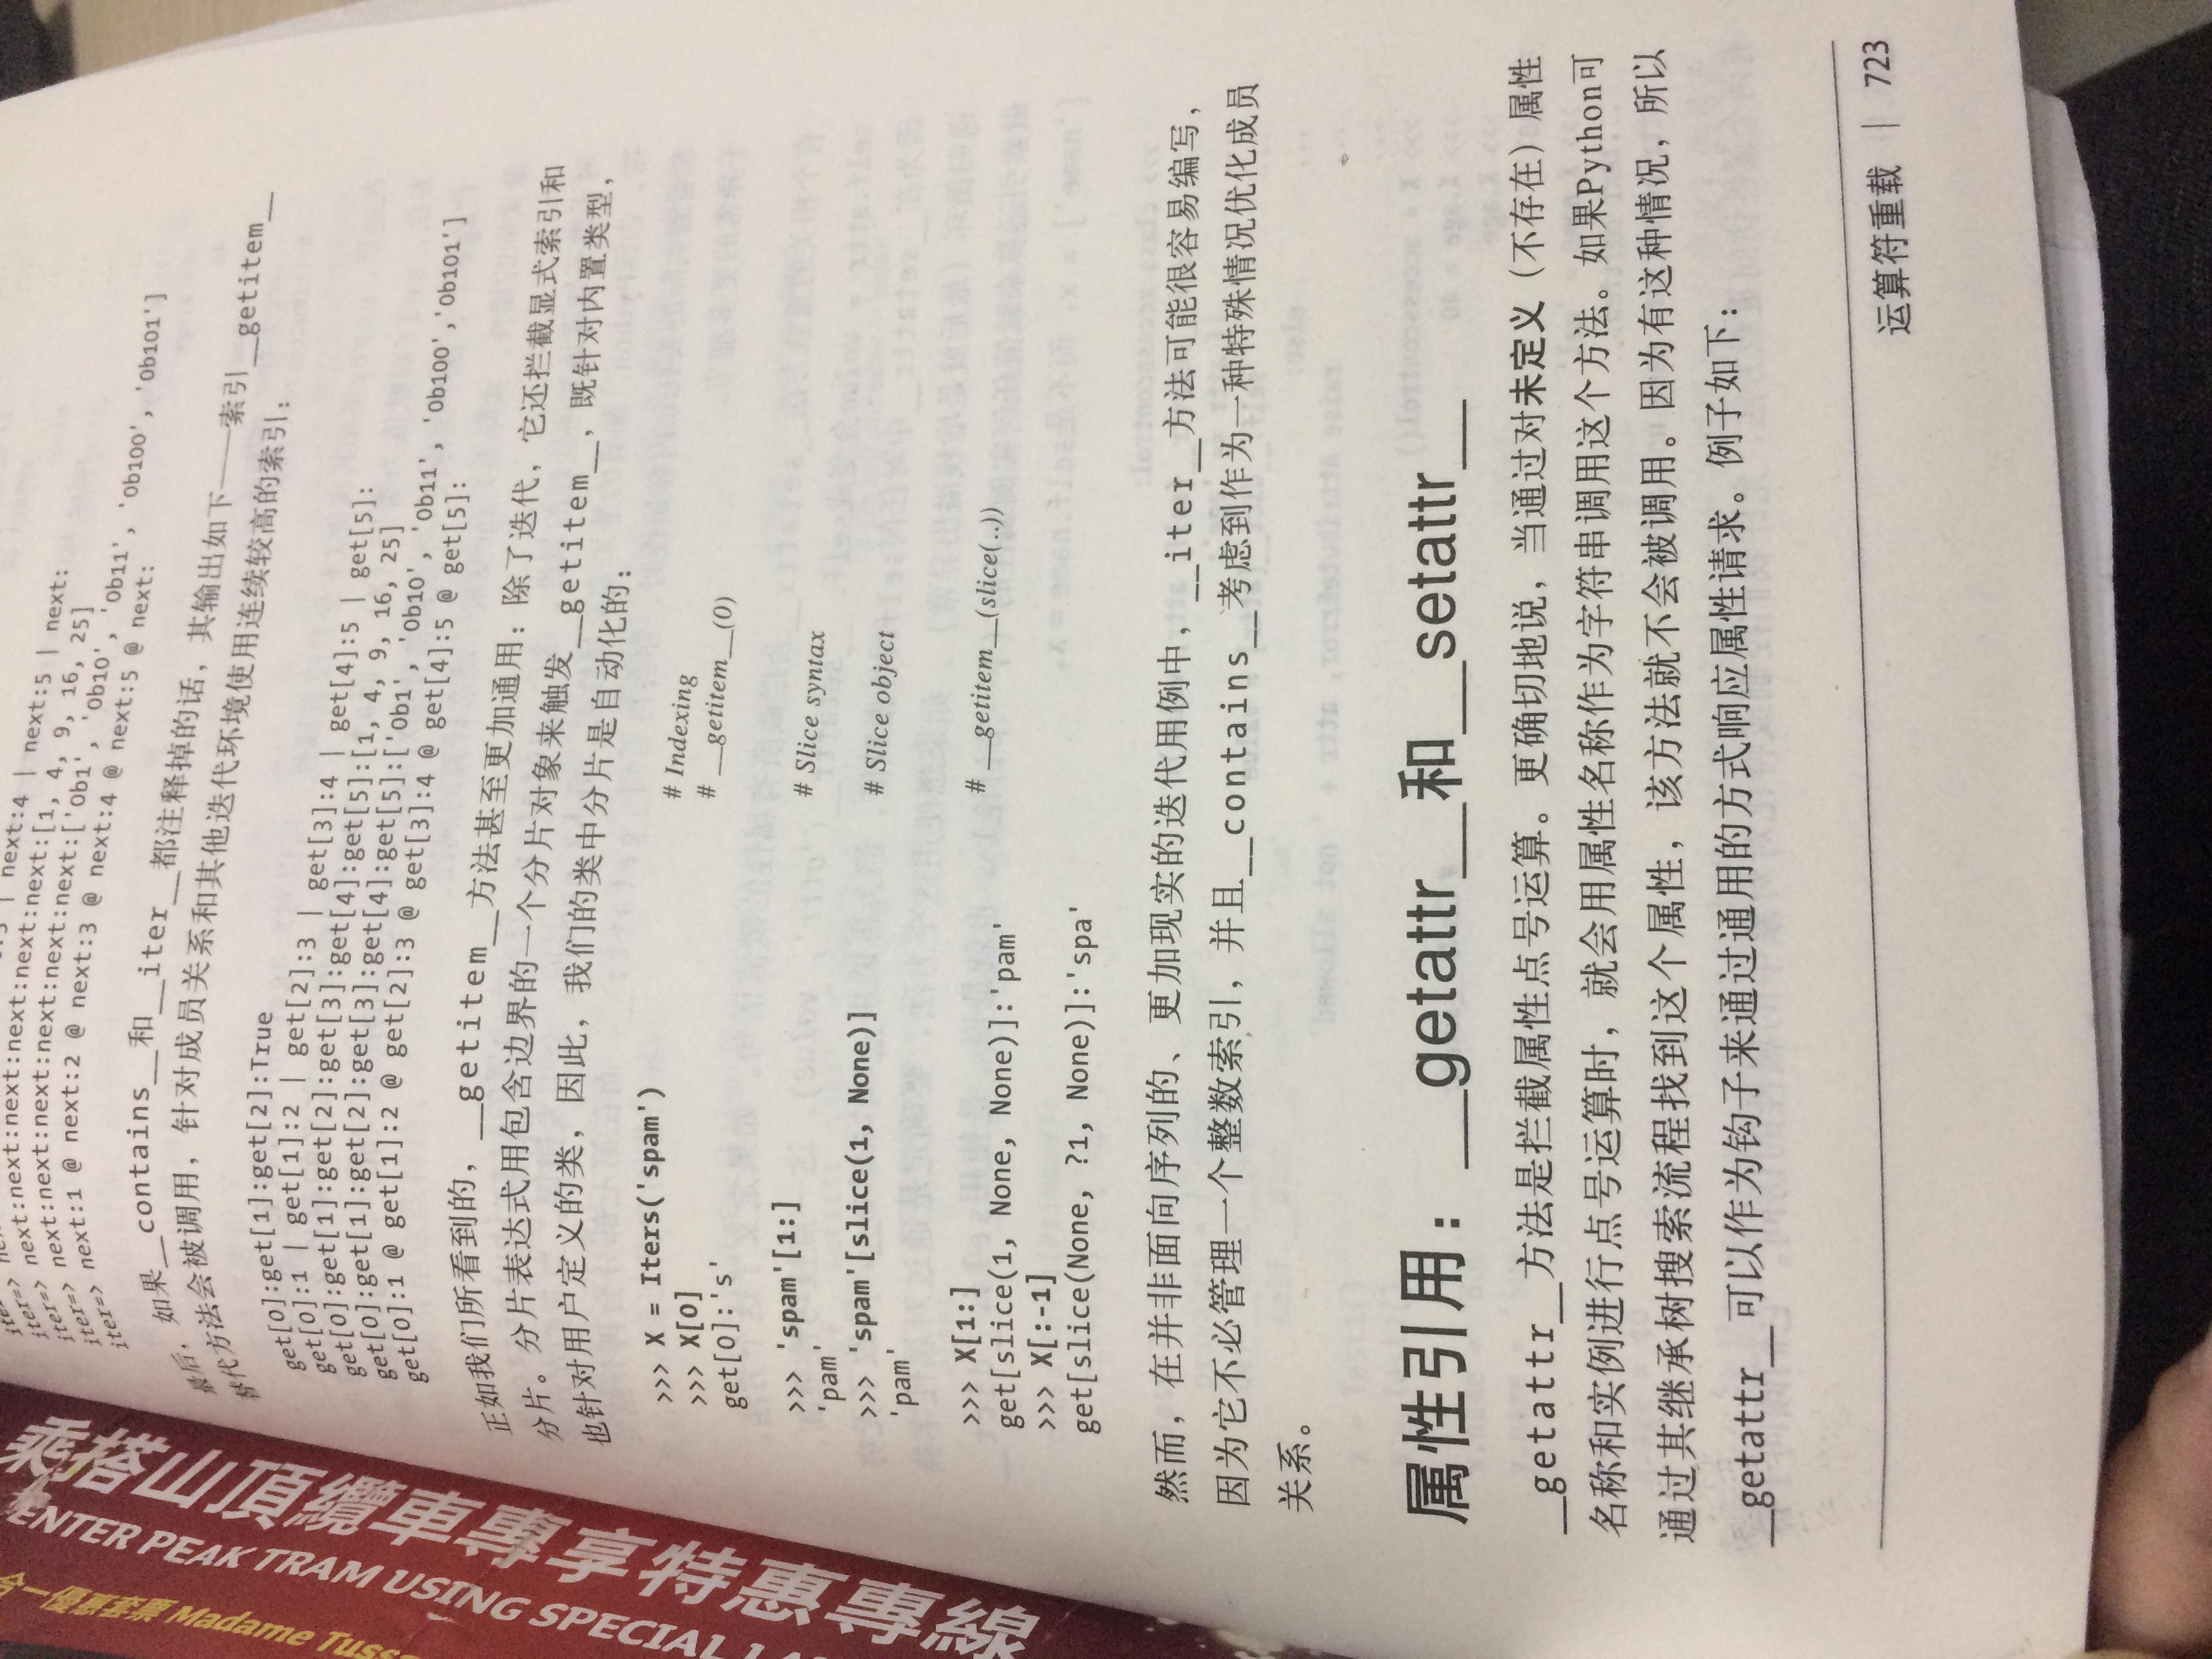 next:4 | next:5 | next:
iter=> next:next:next:next:next:next:[1, 4, 9, 16, 25]
iter=> next:next:next:next:next:next:['0b1', '0b10', '0b11', '0b100', '0b101']
iter=> next:1 @ next:2 @ next:3 @ next:4 @ next:5 @ next:
最后，如果__contains__和__iter__都注释掉的话，其输出如下——索引__getitem__
替代方法会被调用，针对成员关系和其他迭代环境使用连续较高的索引：
get[0]:get[1]:get[2]:True
get[0]:1 | get[1]:2 | get[2]:3 | get[3]:4 | get[4]:5 | get[5]:
get[0]:get[1]:get[2]:get[3]:get[4]:get[5]:[1, 4, 9, 16, 25]
get[0]:get[1]:get[2]:get[3]:get[4]:get[5]:['0b1', '0b10', '0b11', '0b100','0b101']
get[0]:1 @ get[1]:2 @ get[2]:3 @ get[3]:4 @ get[4]:5 @ get[5]:
正如我们所看到的，__getitem__方法甚至更加通用：除了迭代，它还拦截显式索引和
分片。分片表达式用包含边界的一个分片对象来触发__getitem__，既针对内置类型，
也针对用户定义的类，因此，我们的类中分片是自动化的：
>>> X = Iters('spam') # Indexing
>>> X[0] # __getitem__(0)
get[0]:'s'
>>> 'spam'[1:] # Slice syntax
'pam'
>>> 'spam'[slice(1, None)] # Slice object
'pam'
>>> X[1:] # __getitem__(slice(..))
get[slice(1, None, None)]:'pam'
>>> X[:-1]
get[slice(None, ?1, None)]:'spa'
然而，在并非面向序列的、更加现实的迭代用例中，__iter__方法可能很容易编写，
因为它不必管理一个整数索引，并且__contains__考虑到作为一种特殊情况优化成员
关系。
属性引用：__getattr__和__setattr__
__getattr__方法是拦截属性点号运算。更确切地说，当通过对未定义（不存在）属性
名称和实例进行点号运算时，就会用属性名称作为字符串调用这个方法。如果Python可
通过其继承树搜索流程找到这个属性，该方法就不会被调用。因为有这种情况，所以
__getattr__可以作为钩子来通过通用的方式响应属性请求。例子如下：
运算符重载 | 723
Madame Tuss
ENTER PEAK TRAM USING SPECIAL LA
山頂纜車專享特惠專線